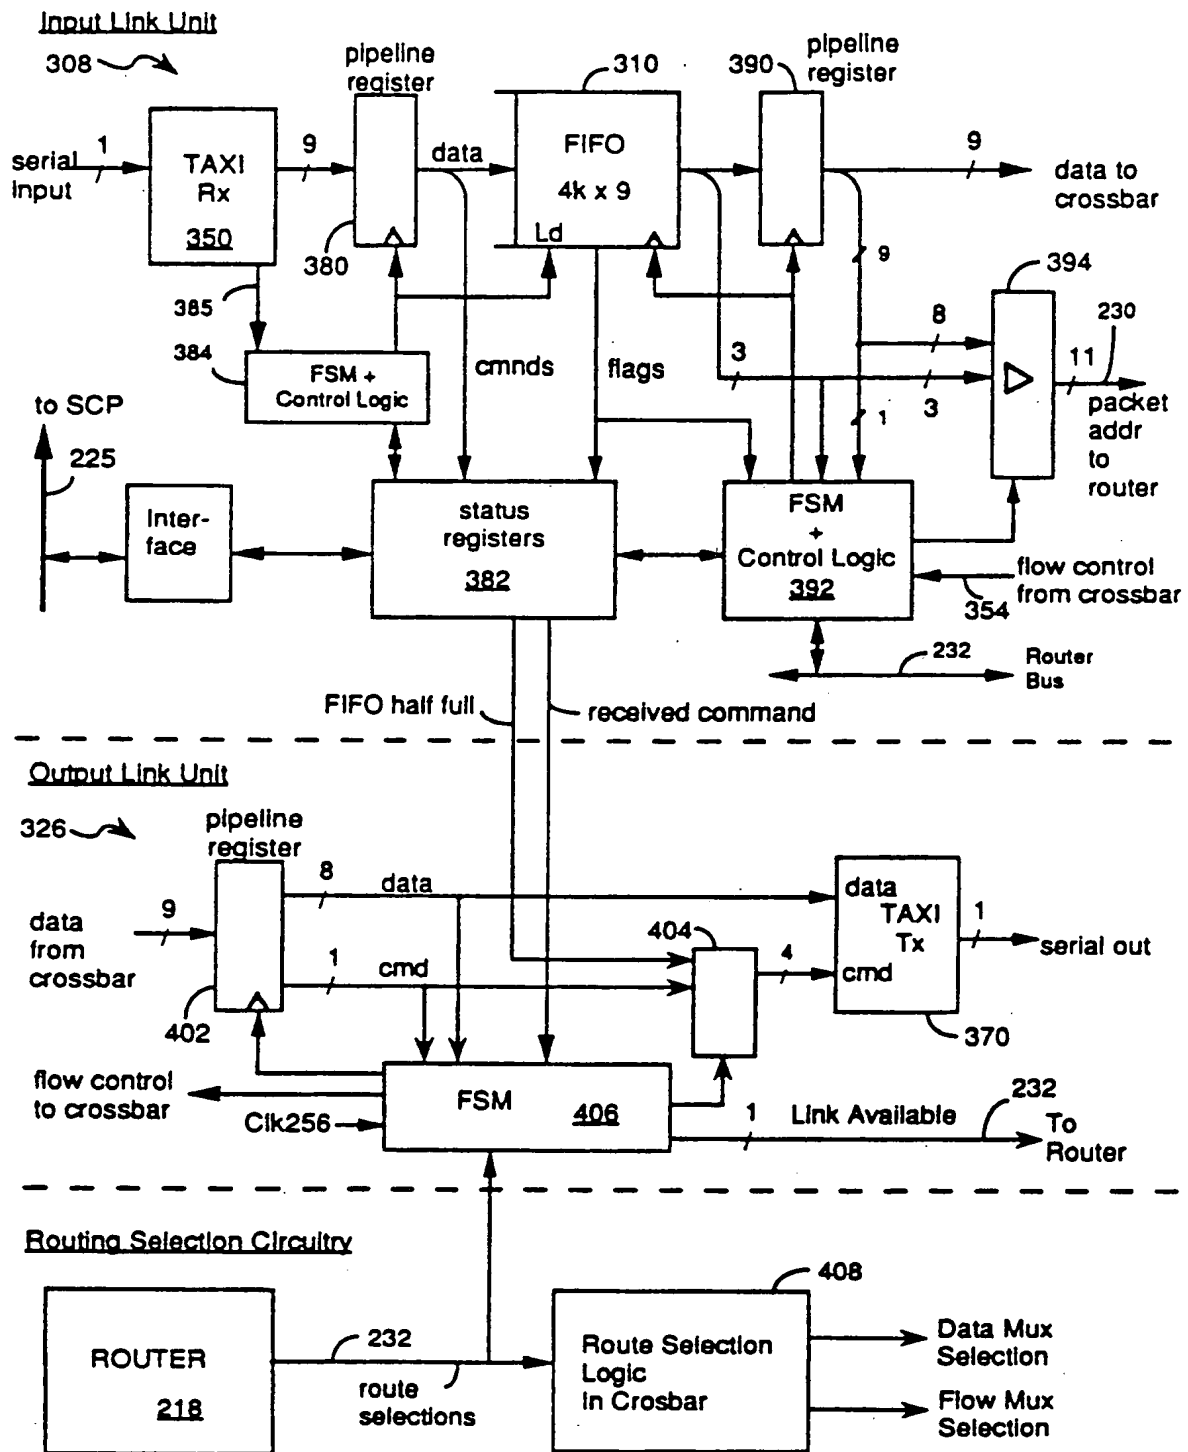 Input Link Unit
308
pipeline
register
310
390
pipeline
register
serial
Input
1
TAXI
Rx
350
9
380
data
FIFO
4k x 9
Ld
9
data to
crossbar
9
394
385
384
FSM +
Control Logic
cmnds
flags
3
8
3
1
11
230
packet
addr
to
router
to SCP
225
Inter-
face
status
registers
382
FSM
+
Control Logic
392
flow control
from crossbar
354
232
Router
Bus
FIFO half full
received command
Output Link Unit
326
pipeline
register
data
from
crossbar
9
402
8
data
1
cmd
404
4
data
TAXI
Tx
cmd
370
1
serial out
flow control
to crossbar
Clk256
FSM
406
1
Link Available
232
To
Router
Routing Selection Circuitry
ROUTER
218
232
route
selections
408
Route Selection
Logic
in Crosbar
Data Mux
Selection
Flow Mux
Selection